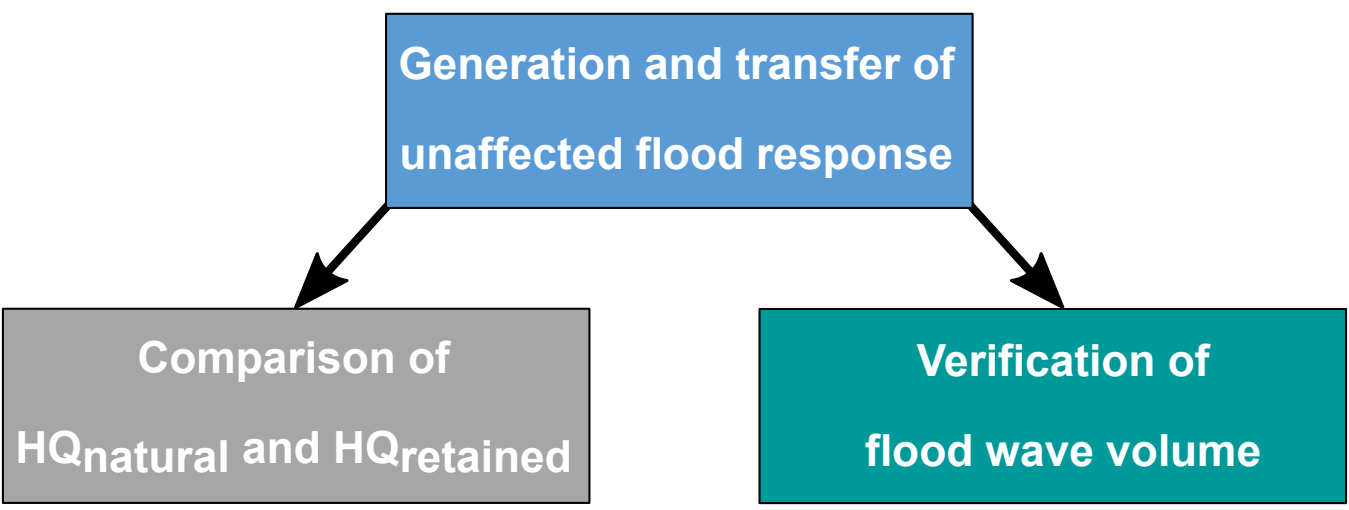 Generation and transfer of
unaffected flood response
Comparison of
HQnatural and HQretained
Verification of
flood wave volume